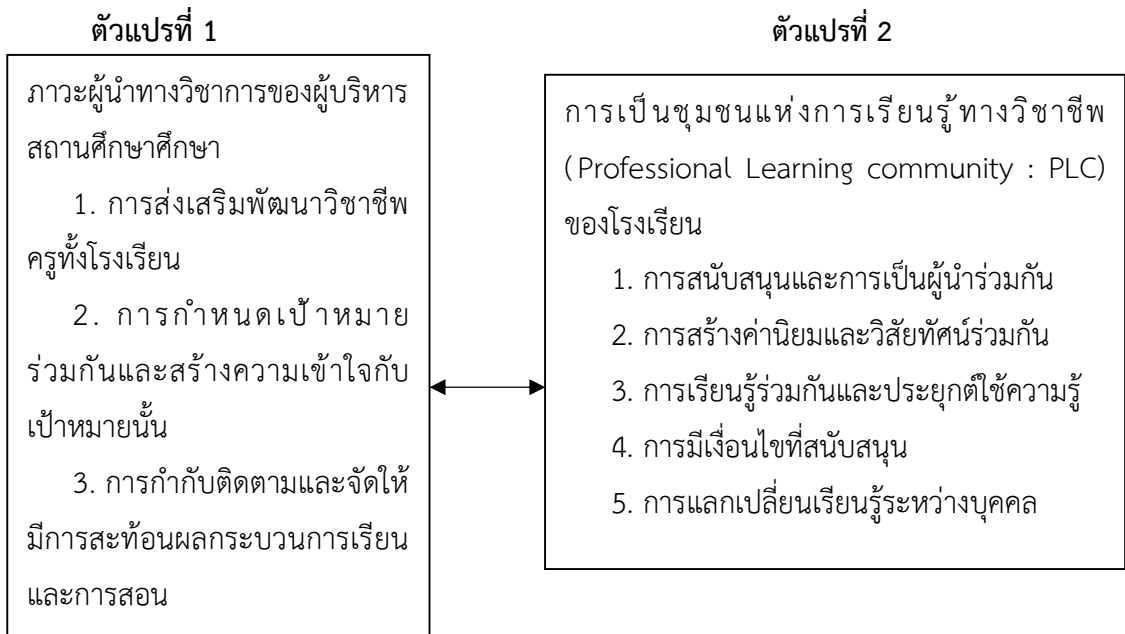 ตัวแปรที่ 1
ภาวะผู้นำทางวิชาการของผู้บริหาร
สถานศึกษาศึกษา
1. การส่งเสริมพัฒนาวิชาชีพ
ครูทั้งโรงเรียน
2. การกำหนดเป้าหมาย
ร่วมกันและสร้างความเข้าใจกับ
เป้าหมายนั้น
3. การกำกับติดตามและจัดให้
มีการสะท้อนผลกระบวนการเรียน
และการสอน
ตัวแปรที่ 2
การเป็นชุมชนแห่งการเรียนรู้ทางวิชาชีพ
(Professional Learning community : PLC)
ของโรงเรียน
1. การสนับสนุนและการเป็นผู้นำร่วมกัน
2. การสร้างค่านิยมและวิสัยทัศน์ร่วมกัน
3. การเรียนรู้ร่วมกันและประยุกต์ใช้ความรู้
4. การมีเงื่อนไขที่สนับสนุน
5. การแลกเปลี่ยนเรียนรู้ระหว่างบุคคล